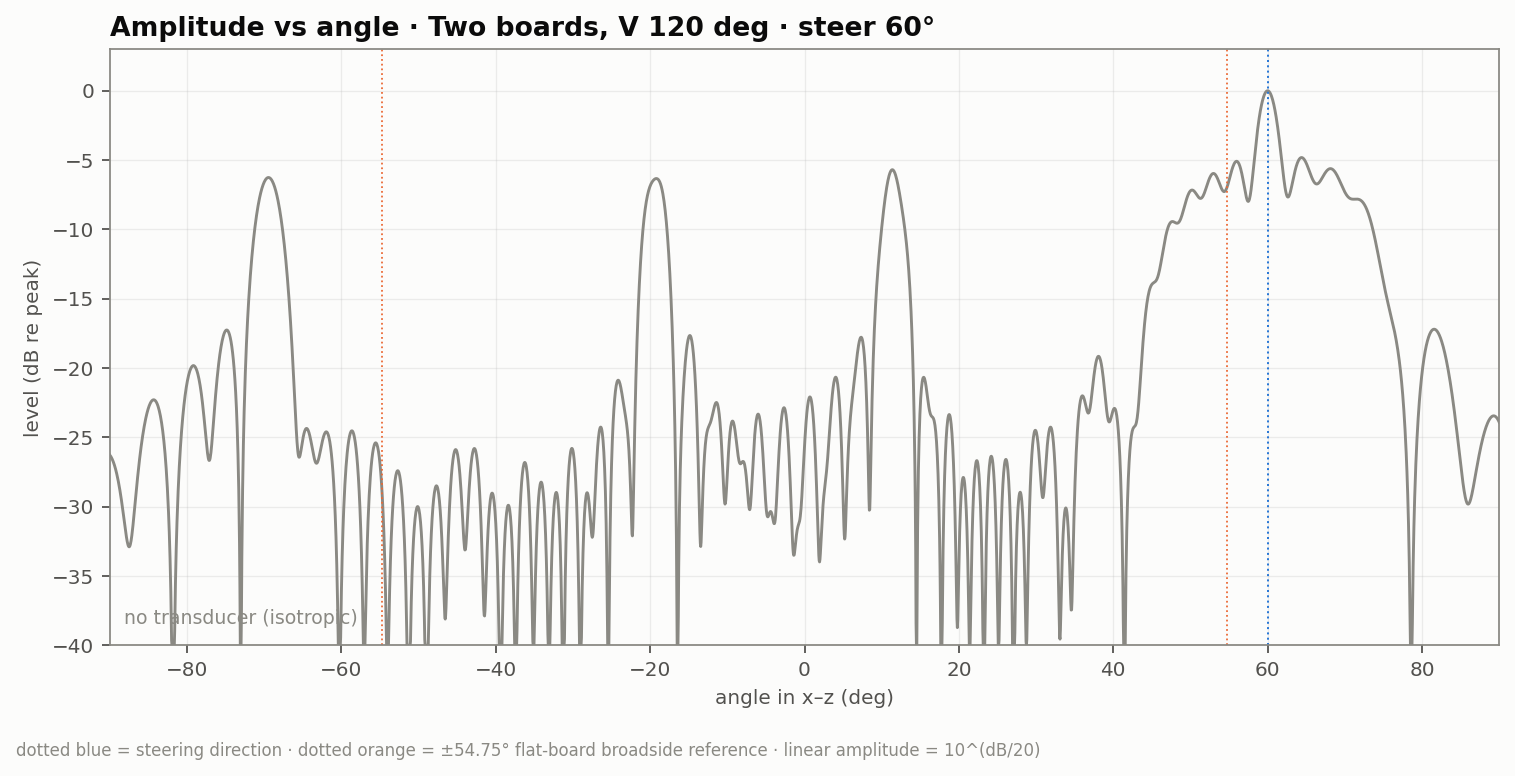 Amplitude vs angle · Two boards, V 120 deg · steer 60°
level (dB re peak)
0
−5
−10
−15
−20
−25
−30
−35
−40
no transducer (isotropic)
−80 −60 −40 −20 0 20 40 60 80
angle in x–z (deg)
dotted blue = steering direction · dotted orange = ±54.75° flat-board broadside reference · linear amplitude = 10^(dB/20)